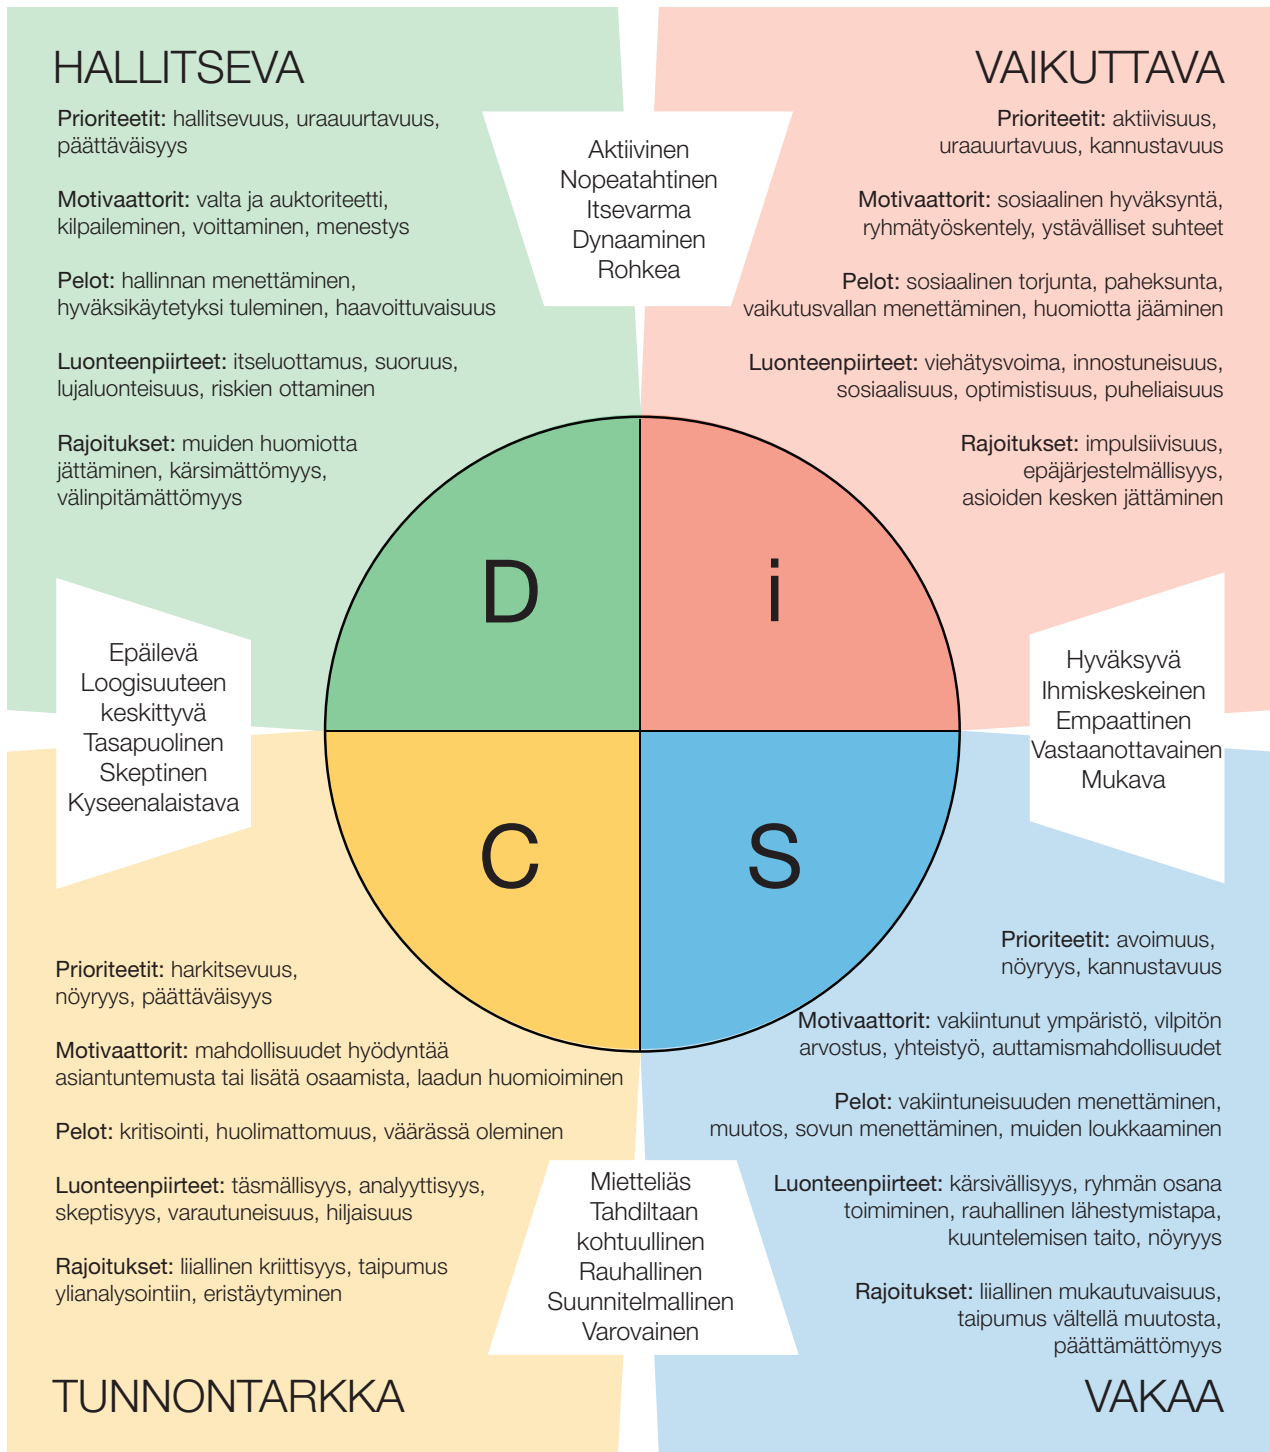 HALLITSEVA
Prioriteetit: hallitsevuus, uraauurtavuus,
päättäväisyys
Motivaattorit: valta ja auktoriteetti,
kilpaileminen, voittaminen, menestys
Pelot: hallinnan menettäminen,
hyväksikäytetyksi tuleminen, haavoittuvaisuus
Luonteenpiirteet: itseluottamus, suoruus,
lujaluonteisuus, riskien ottaminen
Rajoitukset: muiden huomiotta
jättäminen, kärsimättömyys,
välinpitämättömyys
Aktiivinen
Nopeatahtinen
Itsevarma
Dynaaminen
Rohkea
VAIKUTTAVA
Prioriteetit: aktiivisuus,
uraauurtavuus, kannustavuus
Motivaattorit: sosiaalinen hyväksyntä,
ryhmätyöskentely, ystävälliset suhteet
Pelot: sosiaalinen torjunta, paheksunta,
vaikutusvallan menettäminen, huomiotta jääminen
Luonteenpiirteet: viehätysvoima, innostuneisuus,
sosiaalisuus, optimistisuus, puheliaisuus
Rajoitukset: impulsiivisuus,
epäjärjestelmällisyys,
asioiden kesken jättäminen
D
i
Epäilevä
Loogisuuteen
keskittyvä
Tasapuolinen
Skeptinen
Kyseenalaistava
Hyväksyvä
Ihmiskeskeinen
Empaattinen
Vastaanottavainen
Mukava
C
S
Prioriteetit: harkitsevuus,
nöyryys, päättäväisyys
Motivaattorit: mahdollisuudet hyödyntää
asiantuntemusta tai lisätä osaamista, laadun huomioiminen
Pelot: kritisointi, huolimattomuus, väärässä oleminen
Luonteenpiirteet: täsmällisyys, analyyttisyys,
skeptisyys, varautuneisuus, hiljaisuus
Rajoitukset: liiallinen kriittisyys, taipumus
ylianalysointiin, eristäytyminen
TUNNONTARKKA
Mietteliäs
Tahdiltaan
kohtuullinen
Rauhallinen
Suunnitelmallinen
Varovainen
Prioriteetit: avoimuus,
nöyryys, kannustavuus
Motivaattorit: vakiintunut ympäristö, vilpitön
arvostus, yhteistyö, auttamismahdollisuudet
Pelot: vakiintuneisuuden menettäminen,
muutos, sovun menettäminen, muiden loukkaaminen
Luonteenpiirteet: kärsivällisyys, ryhmän osana
toimiminen, rauhallinen lähestymistapa,
kuuntelemisen taito, nöyryys
Rajoitukset: liiallinen mukautuvaisuus,
taipumus vältellä muutosta,
päättämättömyys
VAKAA